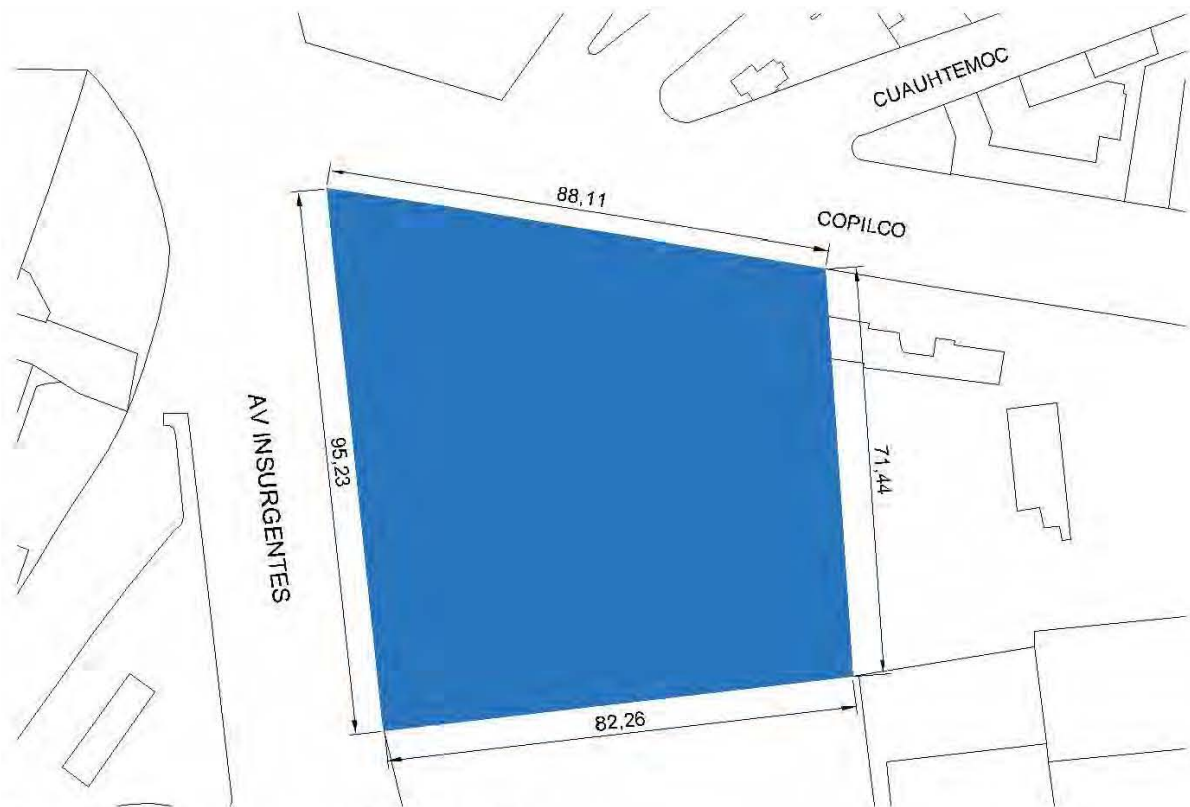 CUAUHTEMOC
88,11
COPILCO
AV INSURGENTES
95,23
71,44
82,26